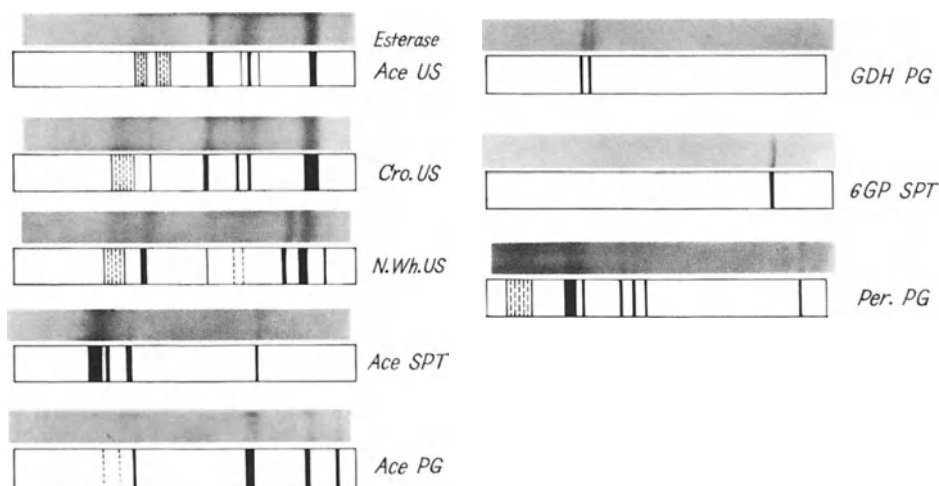 Esterase
Ace US
Cro. US
N.Wh.US
Ace SPT
Ace PG
GDH PG
6GP SPT
Per. PG